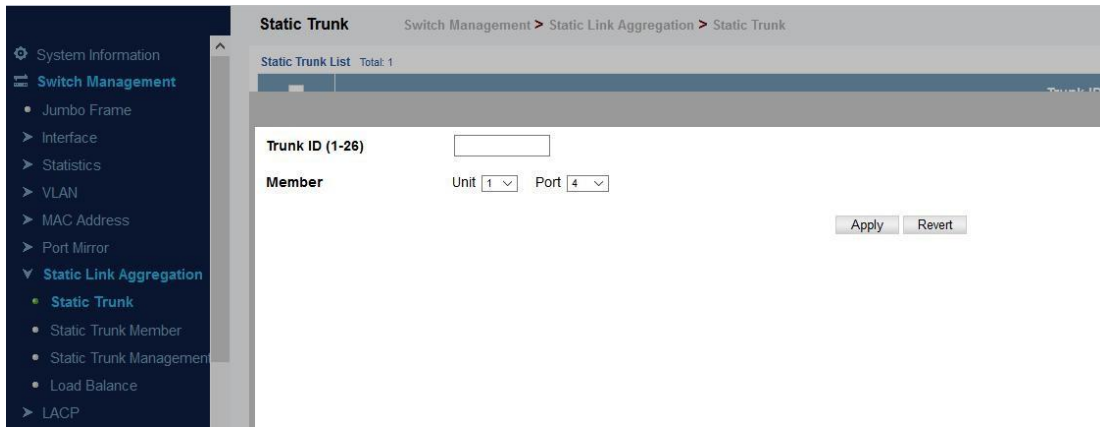 Static Trunk Switch Management > Static Link Aggregation > Static Trunk
System Information
Switch Management
Jumbo Frame
Interface
Statistics
VLAN
MAC Address
Port Mirror
Static Link Aggregation
Static Trunk
Static Trunk Member
Static Trunk Management
Load Balance
LACP
Static Trunk List Total: 1
Trunk ID
Trunk ID (1-26)
Member Unit 1 Port 4
Apply Revert